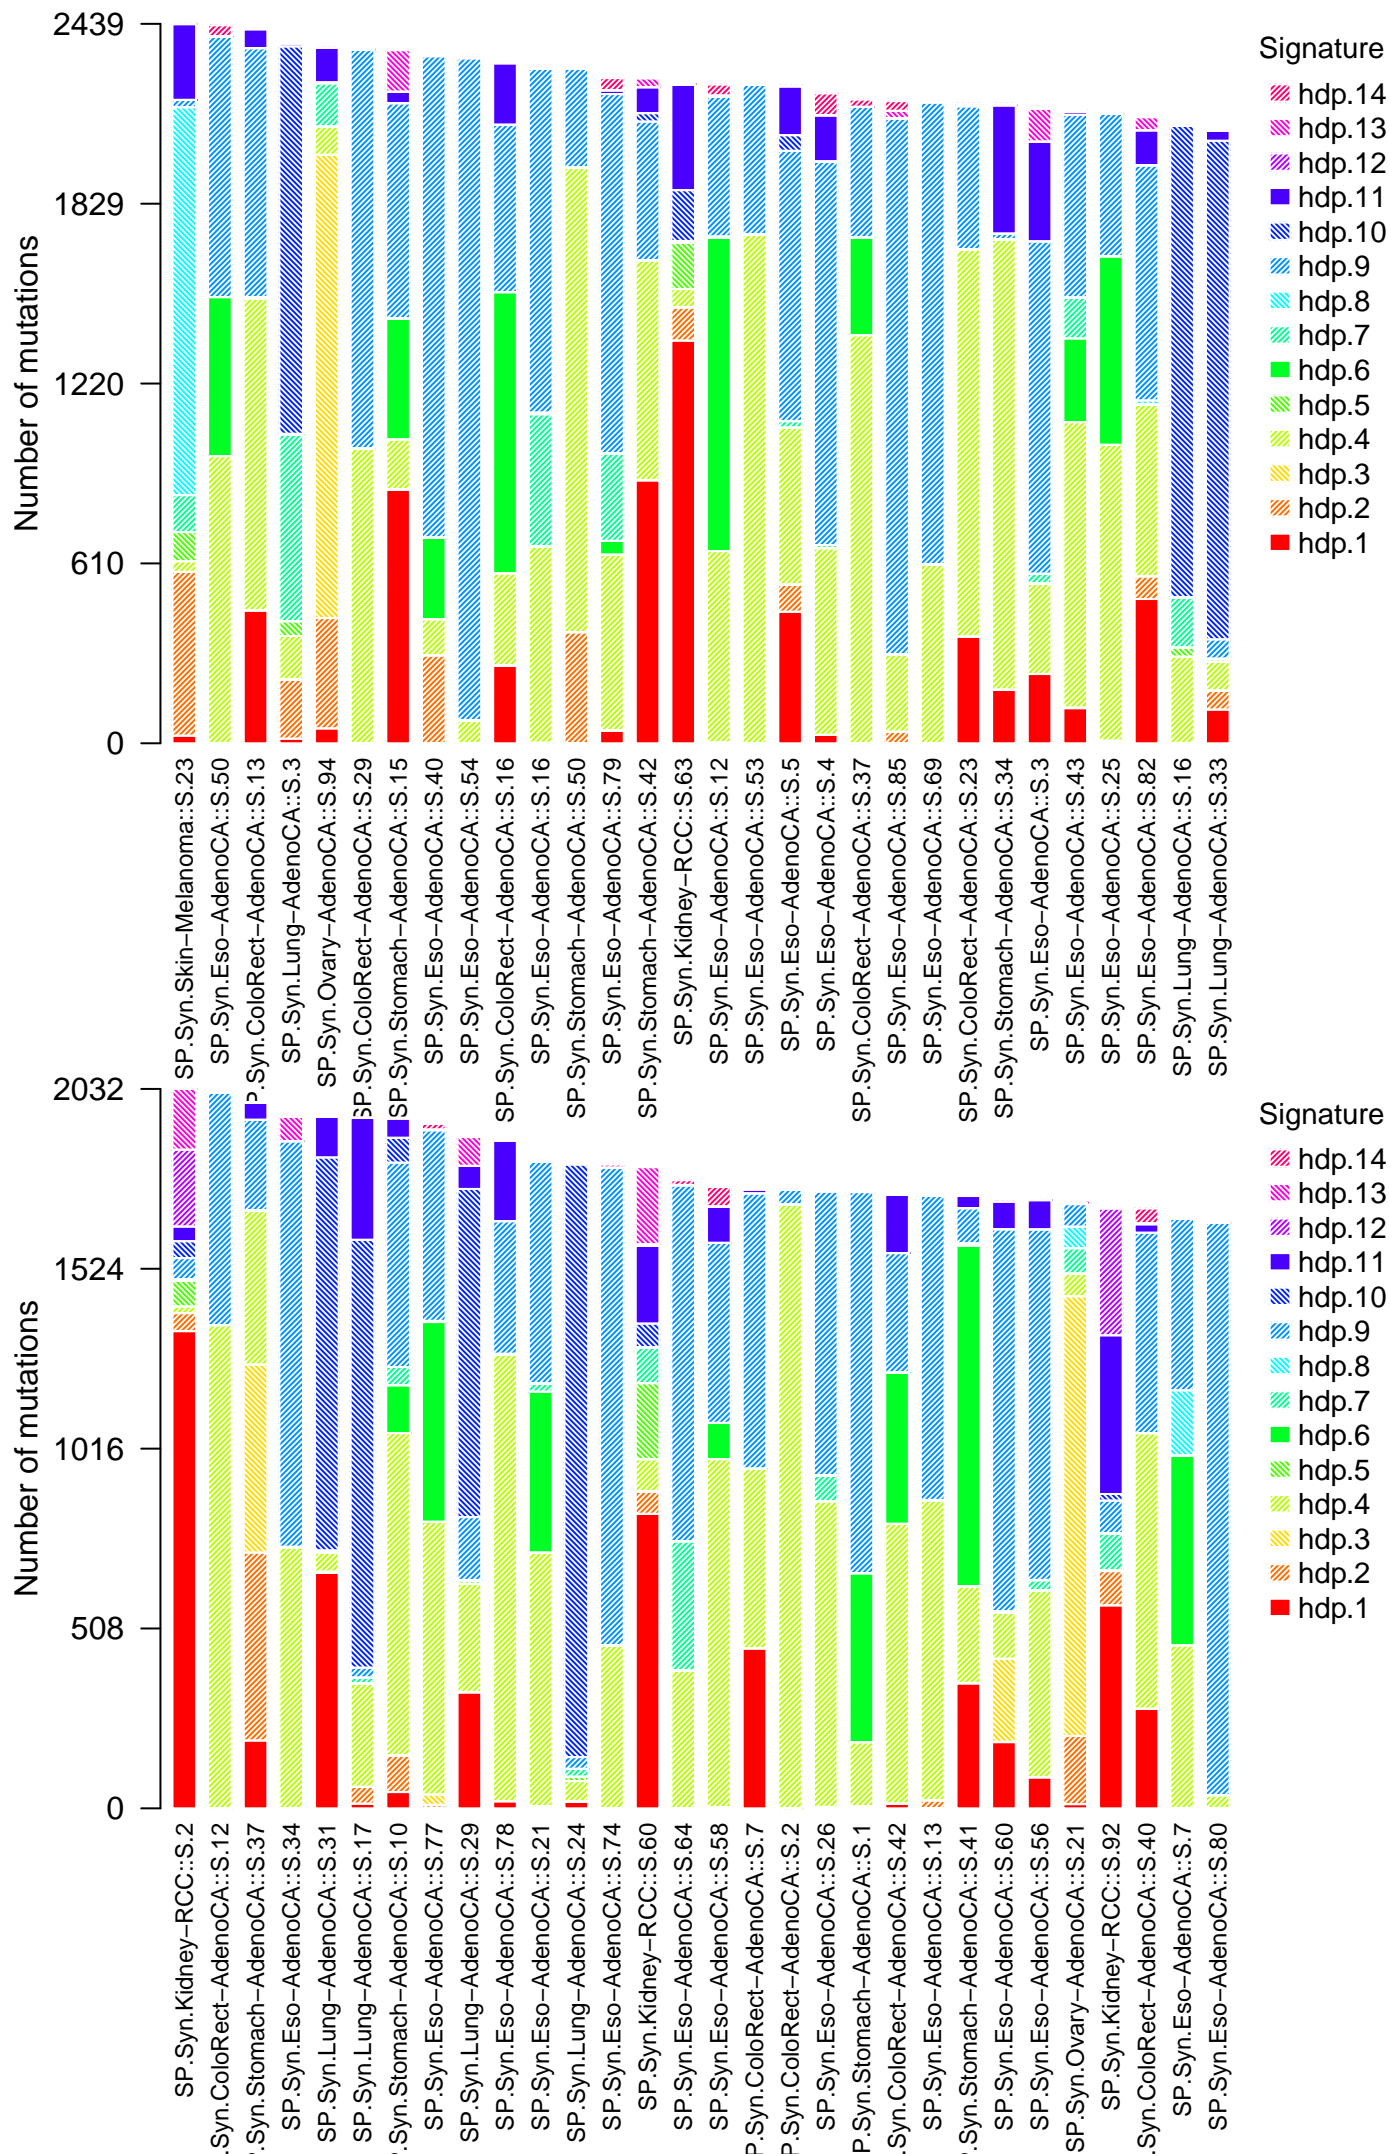 2439
1829
1220
610
0
Number of mutations
Signature
hdp.14
hdp.13
hdp.12
hdp.11
hdp.10
hdp.9
hdp.8
hdp.7
hdp.6
hdp.5
hdp.4
hdp.3
hdp.2
hdp.1
SP.Syn.Skin−Melanoma::S.23
SP.Syn.Eso−AdenoCA::S.50
P.Syn.ColoRect−AdenoCA::S.13
SP.Syn.Lung−AdenoCA::S.3
SP.Syn.Ovary−AdenoCA::S.94
SP.Syn.ColoRect−AdenoCA::S.29
SP.Syn.Stomach−AdenoCA::S.15
SP.Syn.Eso−AdenoCA::S.40
SP.Syn.Eso−AdenoCA::S.54
SP.Syn.ColoRect−AdenoCA::S.16
SP.Syn.Eso−AdenoCA::S.16
SP.Syn.Stomach−AdenoCA::S.50
SP.Syn.Eso−AdenoCA::S.79
SP.Syn.Stomach−AdenoCA::S.42
SP.Syn.Kidney−RCC::S.63
SP.Syn.Eso−AdenoCA::S.12
SP.Syn.Eso−AdenoCA::S.53
SP.Syn.Eso−AdenoCA::S.5
SP.Syn.Eso−AdenoCA::S.4
SP.Syn.ColoRect−AdenoCA::S.37
SP.Syn.Eso−AdenoCA::S.85
SP.Syn.Eso−AdenoCA::S.69
SP.Syn.ColoRect−AdenoCA::S.23
SP.Syn.Stomach−AdenoCA::S.34
SP.Syn.Eso−AdenoCA::S.3
SP.Syn.Eso−AdenoCA::S.43
SP.Syn.Eso−AdenoCA::S.25
SP.Syn.Eso−AdenoCA::S.82
SP.Syn.Lung−AdenoCA::S.16
SP.Syn.Lung−AdenoCA::S.33
2032
1524
1016
508
0
Number of mutations
Signature
hdp.14
hdp.13
hdp.12
hdp.11
hdp.10
hdp.9
hdp.8
hdp.7
hdp.6
hdp.5
hdp.4
hdp.3
hdp.2
hdp.1
SP.Syn.Kidney−RCC::S.2
.Syn.ColoRect−AdenoCA::S.12
P.Syn.Stomach−AdenoCA::S.37
SP.Syn.Eso−AdenoCA::S.34
SP.Syn.Lung−AdenoCA::S.31
SP.Syn.Lung−AdenoCA::S.17
P.Syn.Stomach−AdenoCA::S.10
SP.Syn.Eso−AdenoCA::S.77
SP.Syn.Lung−AdenoCA::S.29
SP.Syn.Eso−AdenoCA::S.78
SP.Syn.Eso−AdenoCA::S.21
SP.Syn.Lung−AdenoCA::S.24
SP.Syn.Eso−AdenoCA::S.74
SP.Syn.Kidney−RCC::S.60
SP.Syn.Eso−AdenoCA::S.64
SP.Syn.Eso−AdenoCA::S.58
P.Syn.ColoRect−AdenoCA::S.7
P.Syn.ColoRect−AdenoCA::S.2
SP.Syn.Eso−AdenoCA::S.26
SP.Syn.Stomach−AdenoCA::S.1
.Syn.ColoRect−AdenoCA::S.42
SP.Syn.Eso−AdenoCA::S.13
P.Syn.Stomach−AdenoCA::S.41
SP.Syn.Eso−AdenoCA::S.60
SP.Syn.Eso−AdenoCA::S.56
SP.Syn.Ovary−AdenoCA::S.21
SP.Syn.Kidney−RCC::S.92
.Syn.ColoRect−AdenoCA::S.40
SP.Syn.Eso−AdenoCA::S.7
SP.Syn.Eso−AdenoCA::S.80